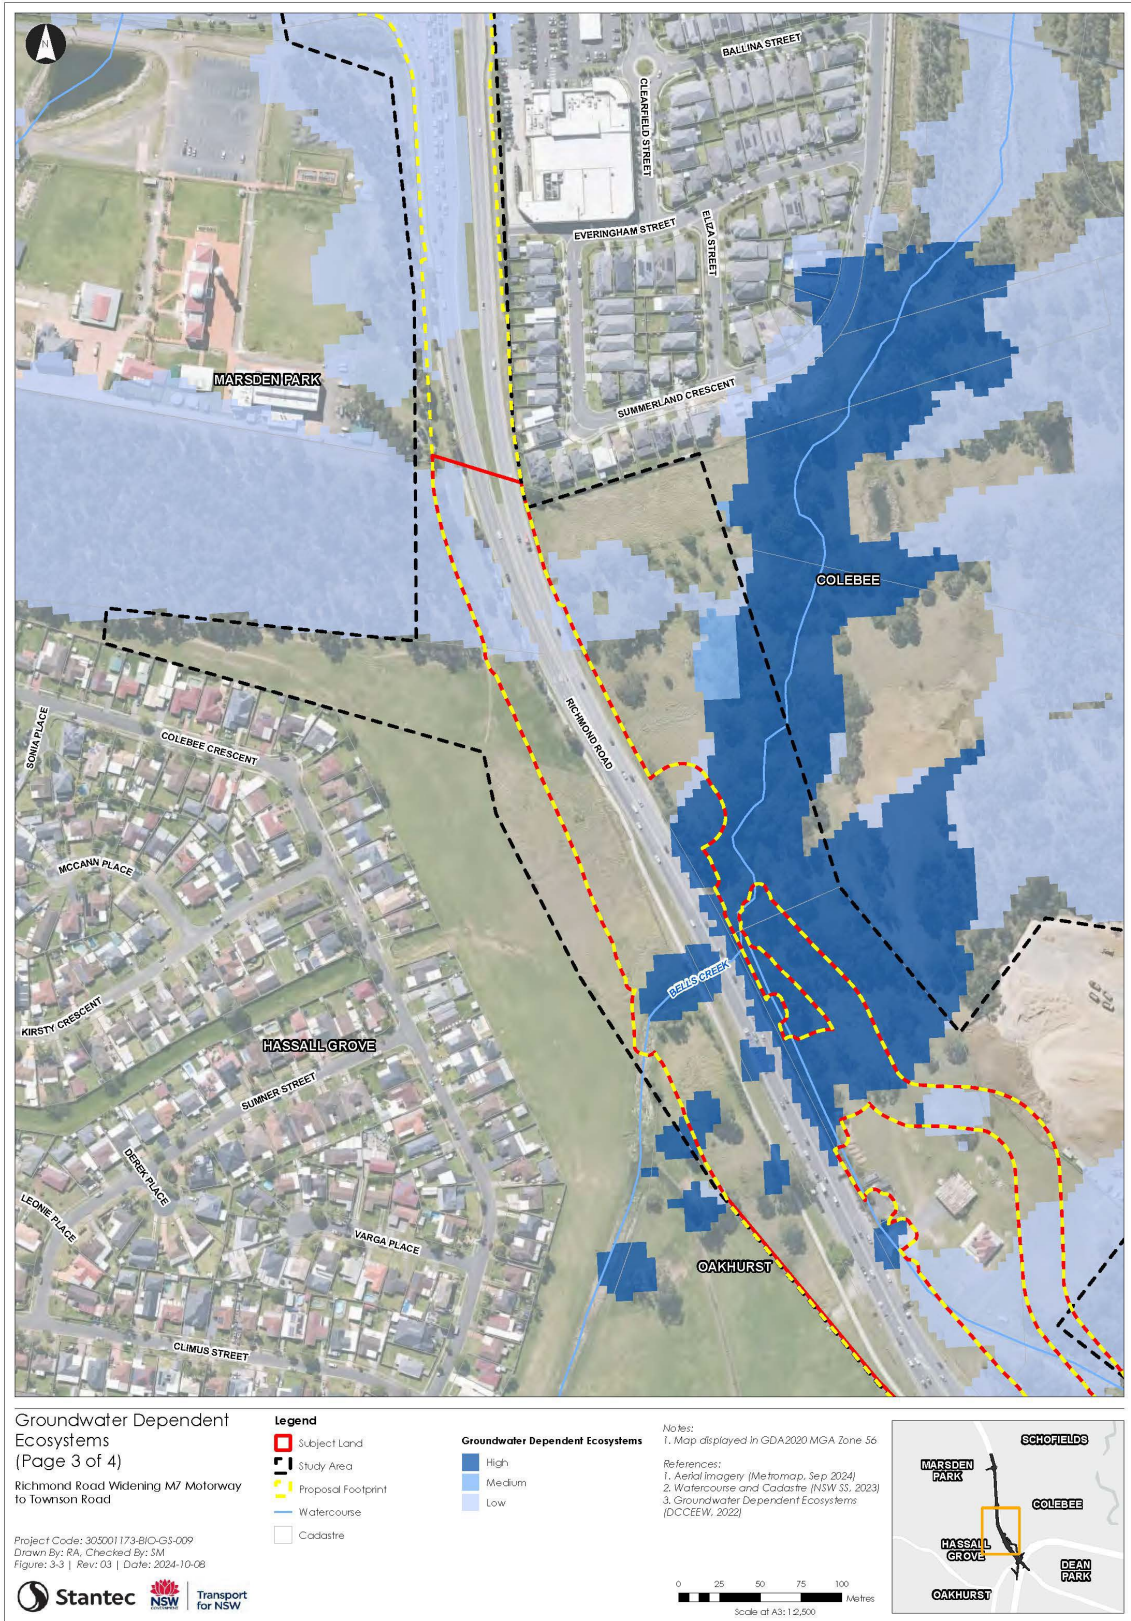 N
BALLINA STREET
CLEARFIELD STREET
EVERINGHAM STREET
ELIZA STREET
MARSDEN PARK
SUMMERLAND CRESCENT
COLEBEE
RICHMOND ROAD
SONIA PLACE
COLEBEE CRESCENT
MCCANN PLACE
BELLS CREEK
KIRSTY CRESCENT
HASSALL GROVE
SUMNER STREET
DEREK PLACE
LEONIE PLACE
VARGA PLACE
OAKHURST
CLIMUS STREET
Groundwater Dependent
Ecosystems
(Page 3 of 4)
Richmond Road Widening M7 Motorway
to Townson Road
Project Code: 305001173-BIO-GS-009
Drawn By: RA, Checked By: SM
Figure: 3-3 | Rev: 03 | Date: 2024-10-08
Stantec
NSW
GOVERNMENT
Transport
for NSW
Legend
Subject Land
Study Area
Proposal Footprint
Watercourse
Cadastre
Groundwater Dependent Ecosystems
High
Medium
Low
Notes:
1. Map displayed in GDA2020 MGA Zone 56
References:
1. Aerial imagery (Metromap, Sep 2024)
2. Watercourse and Cadastre (NSW SS, 2023)
3. Groundwater Dependent Ecosystems
(DCCEEW, 2022)
0 25 50 75 100
Metres
Scale at A3: 1:2,500
SCHOFIELDS
MARSDEN
PARK
COLEBEE
HASSALL
GROVE
DEAN
PARK
OAKHURST